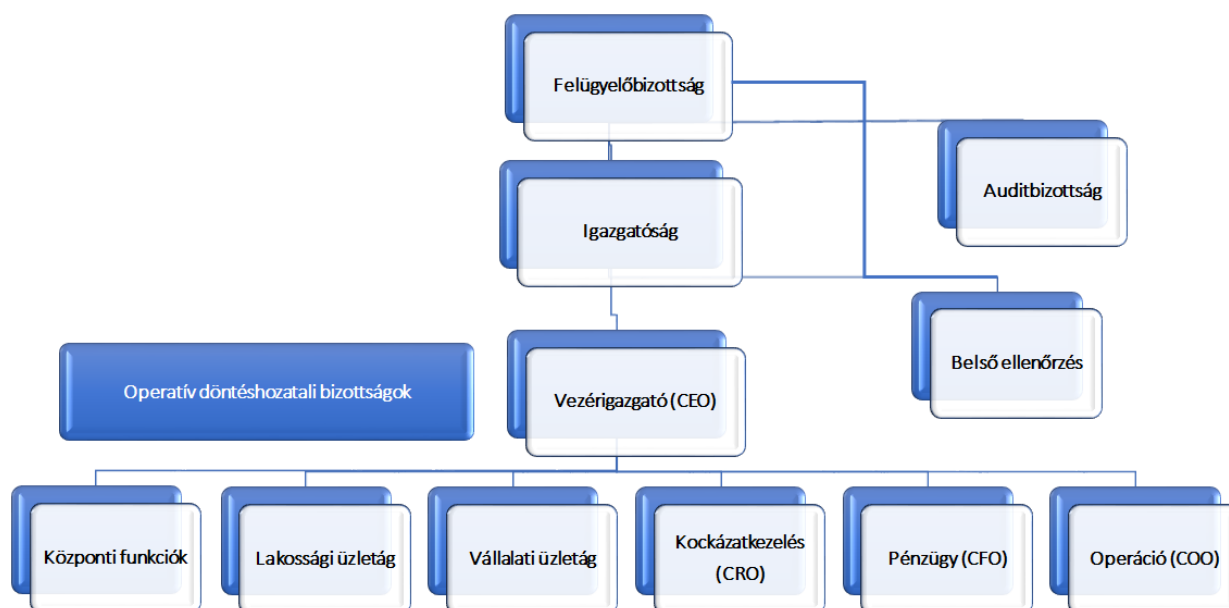 Felügyelőbizottság
Auditbizottság
Igazgatóság
Belső ellenőrzés
Operatív döntéshozatali bizottságok
Vezérigazgató (CEO)
Központi funkciók
Lakossági üzletág
Vállalati üzletág
Kockázatkezelés
(CRO)
Pénzügy (CFO)
Operáció (COO)